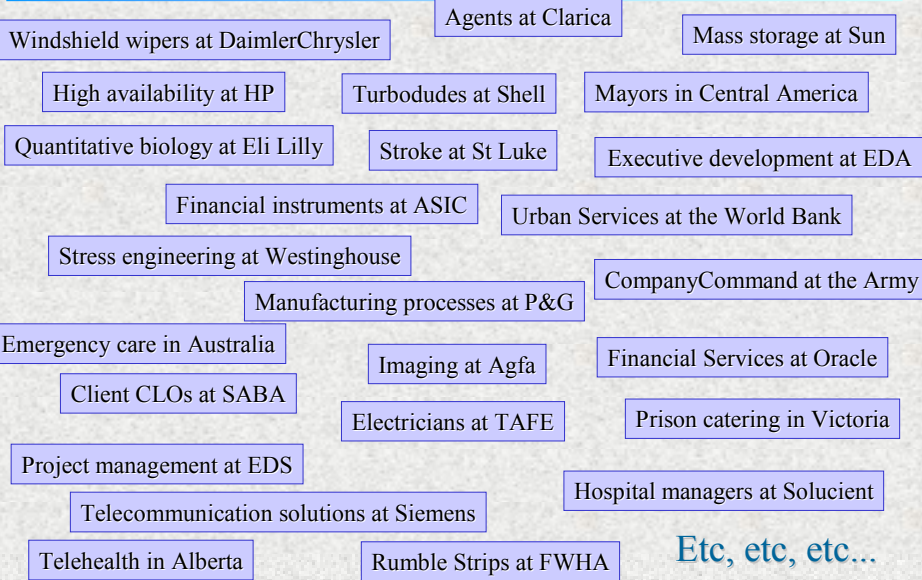 Agents at Clarica
Windshield wipers at DaimlerChrysler
Mass storage at Sun
High availability at HP
Turbodudes at Shell
Mayors in Central America
Quantitative biology at Eli Lilly
Stroke at St Luke
Executive development at EDA
Financial instruments at ASIC
Urban Services at the World Bank
Stress engineering at Westinghouse
CompanyCommand at the Army
Manufacturing processes at P&G
Emergency care in Australia
Imaging at Agfa
Financial Services at Oracle
Client CLOs at SABA
Electricians at TAFE
Prison catering in Victoria
Project management at EDS
Hospital managers at Solucient
Telecommunication solutions at Siemens
Telehealth in Alberta
Rumble Strips at FWHA
Etc, etc, etc...